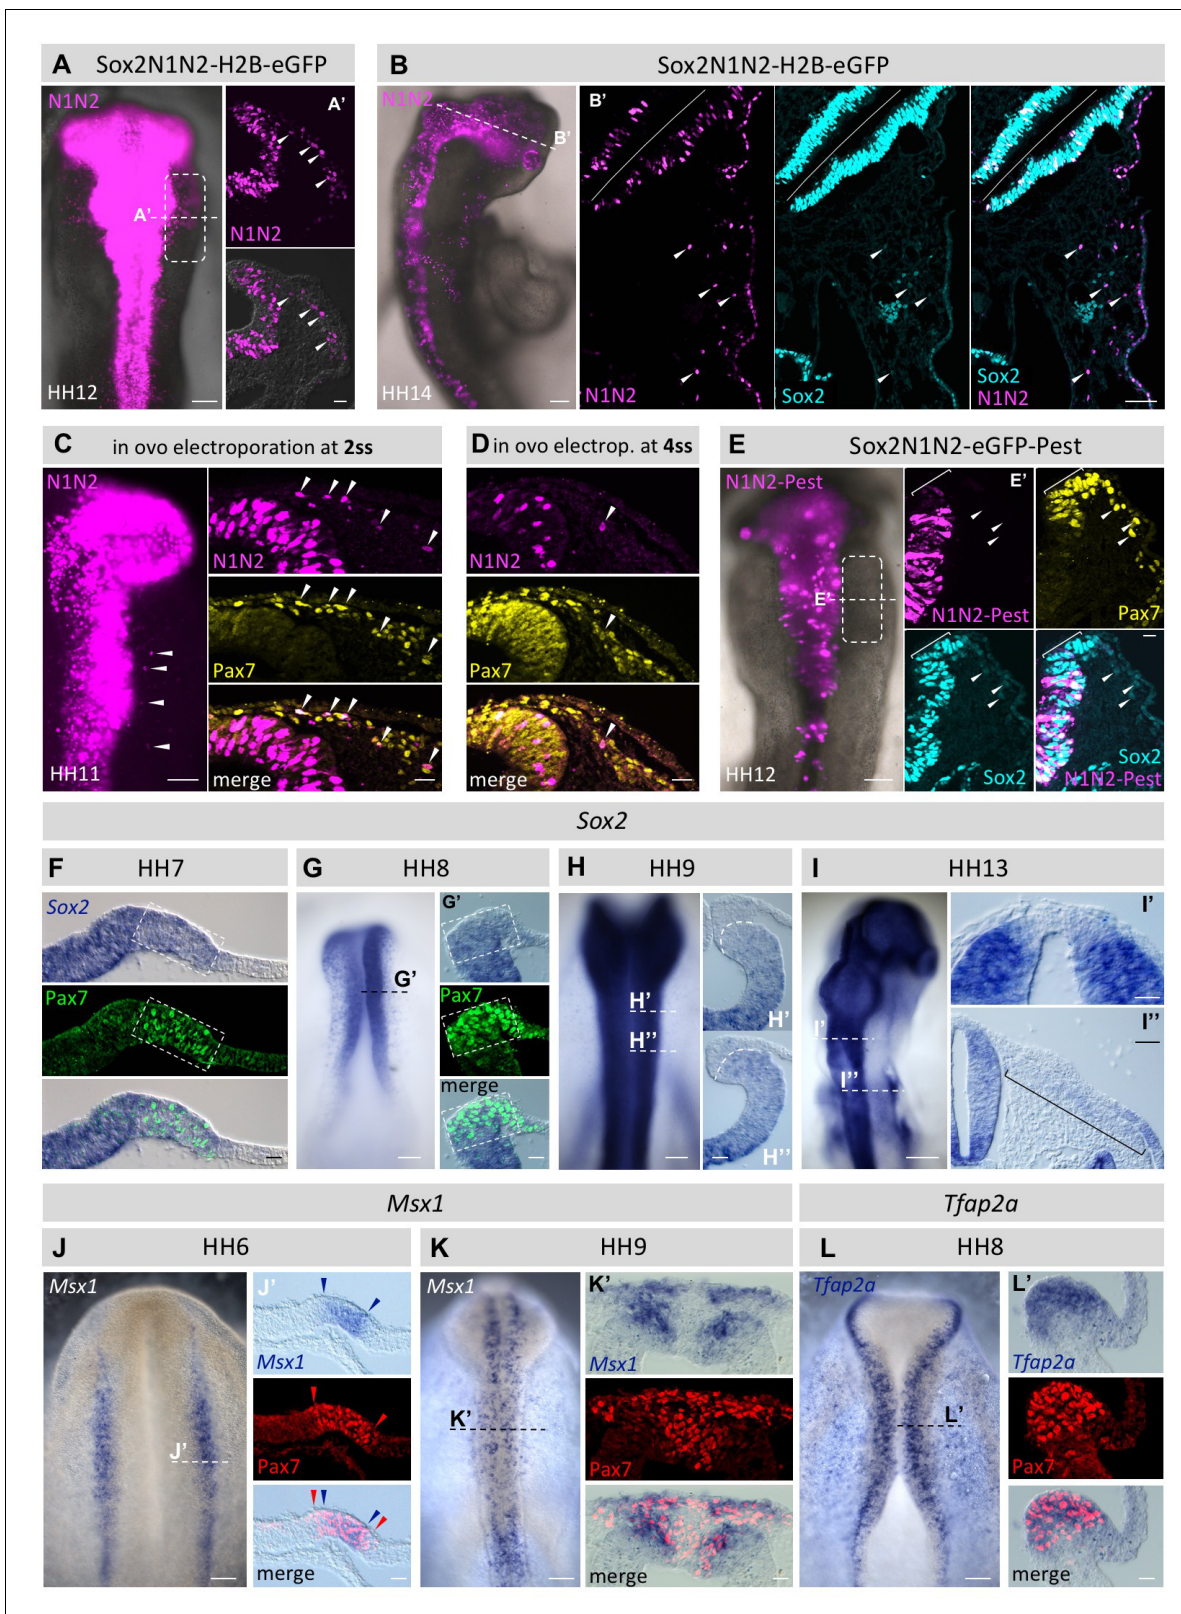 A Sox2N1N2-H2B-eGFP
N1N2
A'
A'
N1N2
HH12
B Sox2N1N2-H2B-eGFP
N1N2
B'
B'
HH14
N1N2
Sox2
Sox2
N1N2
C in ovo electroporation at 2ss
N1N2
N1N2
Pax7
HH11
merge
D in ovo electrop. at 4ss
N1N2
Pax7
merge
E Sox2N1N2-eGFP-Pest
N1N2-Pest
E'
E'
N1N2-Pest
Pax7
HH12
Sox2
Sox2
N1N2-Pest
Sox2
F HH7
Sox2
Pax7
G HH8
G'
G'
Pax7
merge
H HH9
H'
H''
H'
H''
I HH13
I'
I''
I'
I''
Msx1
J HH6
Msx1
J'
J'
Msx1
Pax7
merge
K HH9
Msx1
K'
K'
Msx1
Pax7
merge
Tfap2a
L HH8
Tfap2a
L'
L'
Tfap2a
Pax7
merge